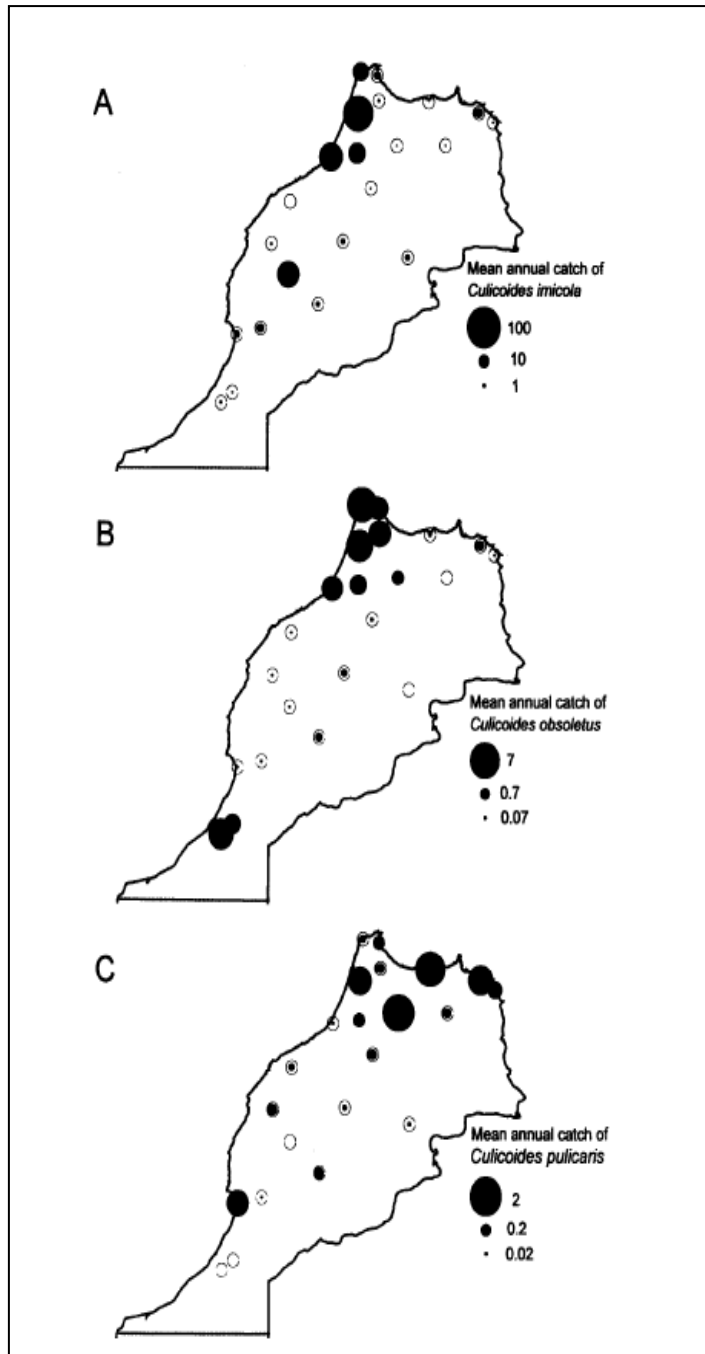 A
Mean annual catch of
Culicoides imicola
100
10
1
B
Mean annual catch of
Culicoides obsoletus
7
0.7
0.07
C
Mean annual catch of
Culicoides pulicaris
2
0.2
0.02